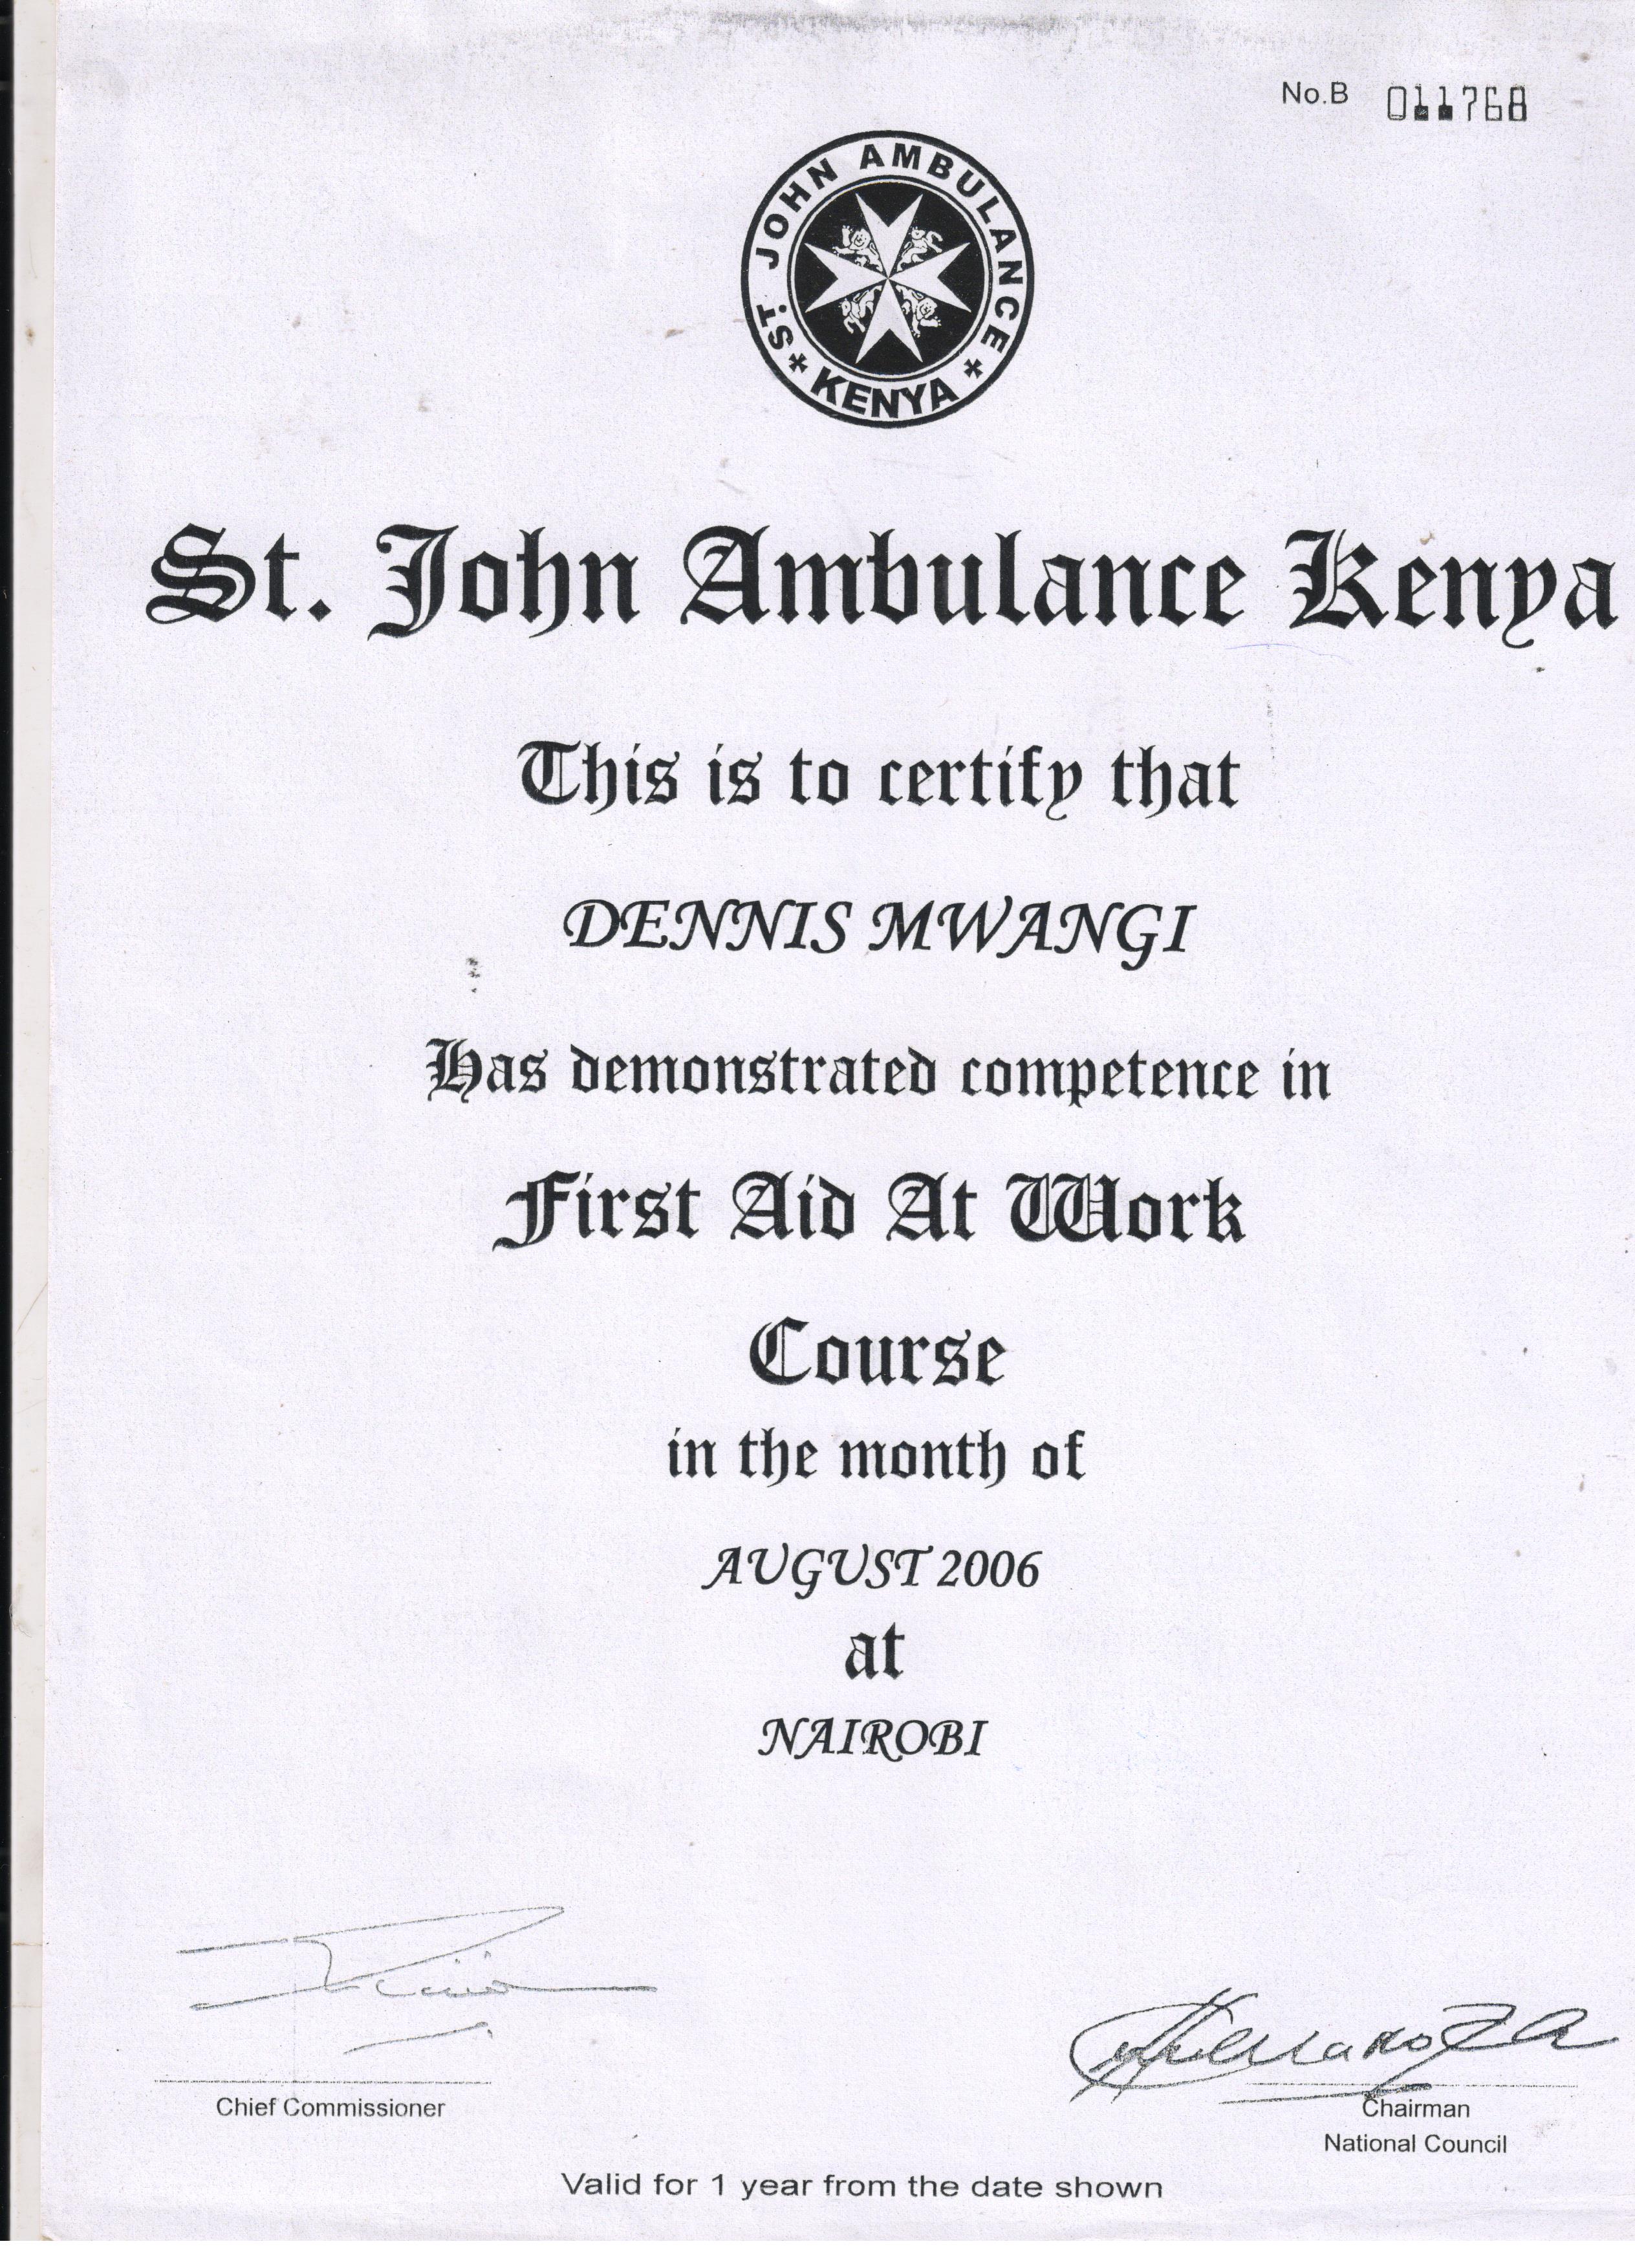 No.B 011768
ST JOHN AMBULANCE
KENYA
St. John Ambulance Kenya
This is to certify that
DENNIS MWANGI
Has demonstrated competence in
First Aid At Work
Course
in the month of
AUGUST 2006
at
NAIROBI
Chief Commissioner
Chairman
National Council
Valid for 1 year from the date shown